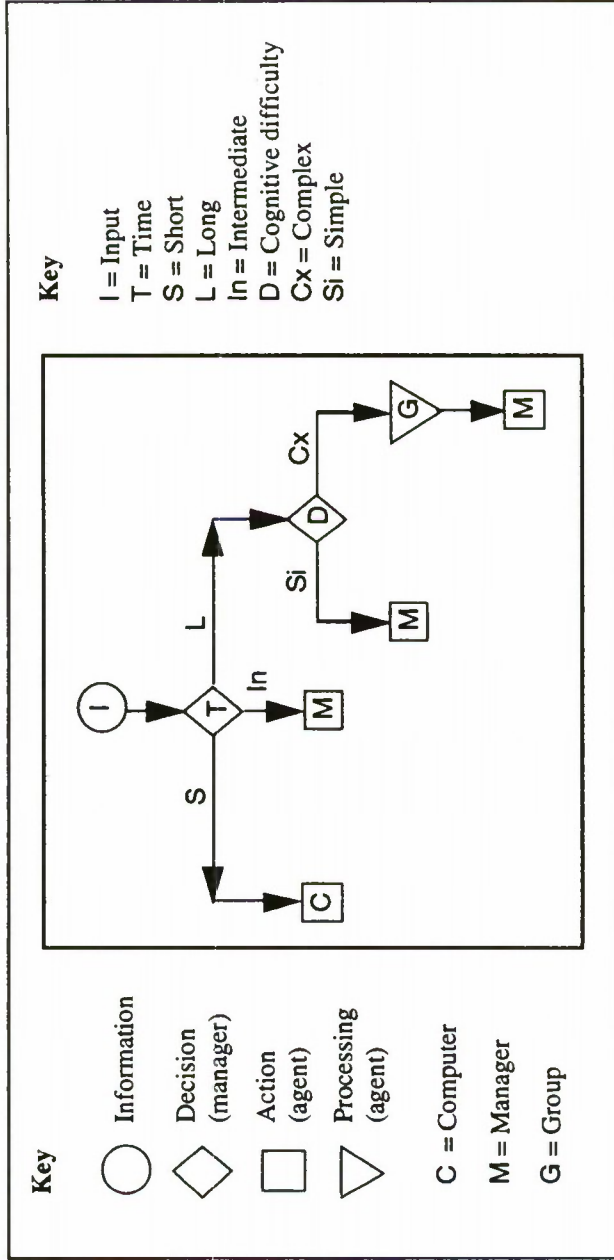 Key
Information
Decision
(manager)
Action
(agent)
Processing
(agent)
C = Computer
M = Manager
G = Group
I
T
S
In
L
C
M
D
Si
Cx
M
G
M
Key
I = Input
T = Time
S = Short
L = Long
In = Intermediate
D = Cognitive difficulty
Cx = Complex
Si = Simple